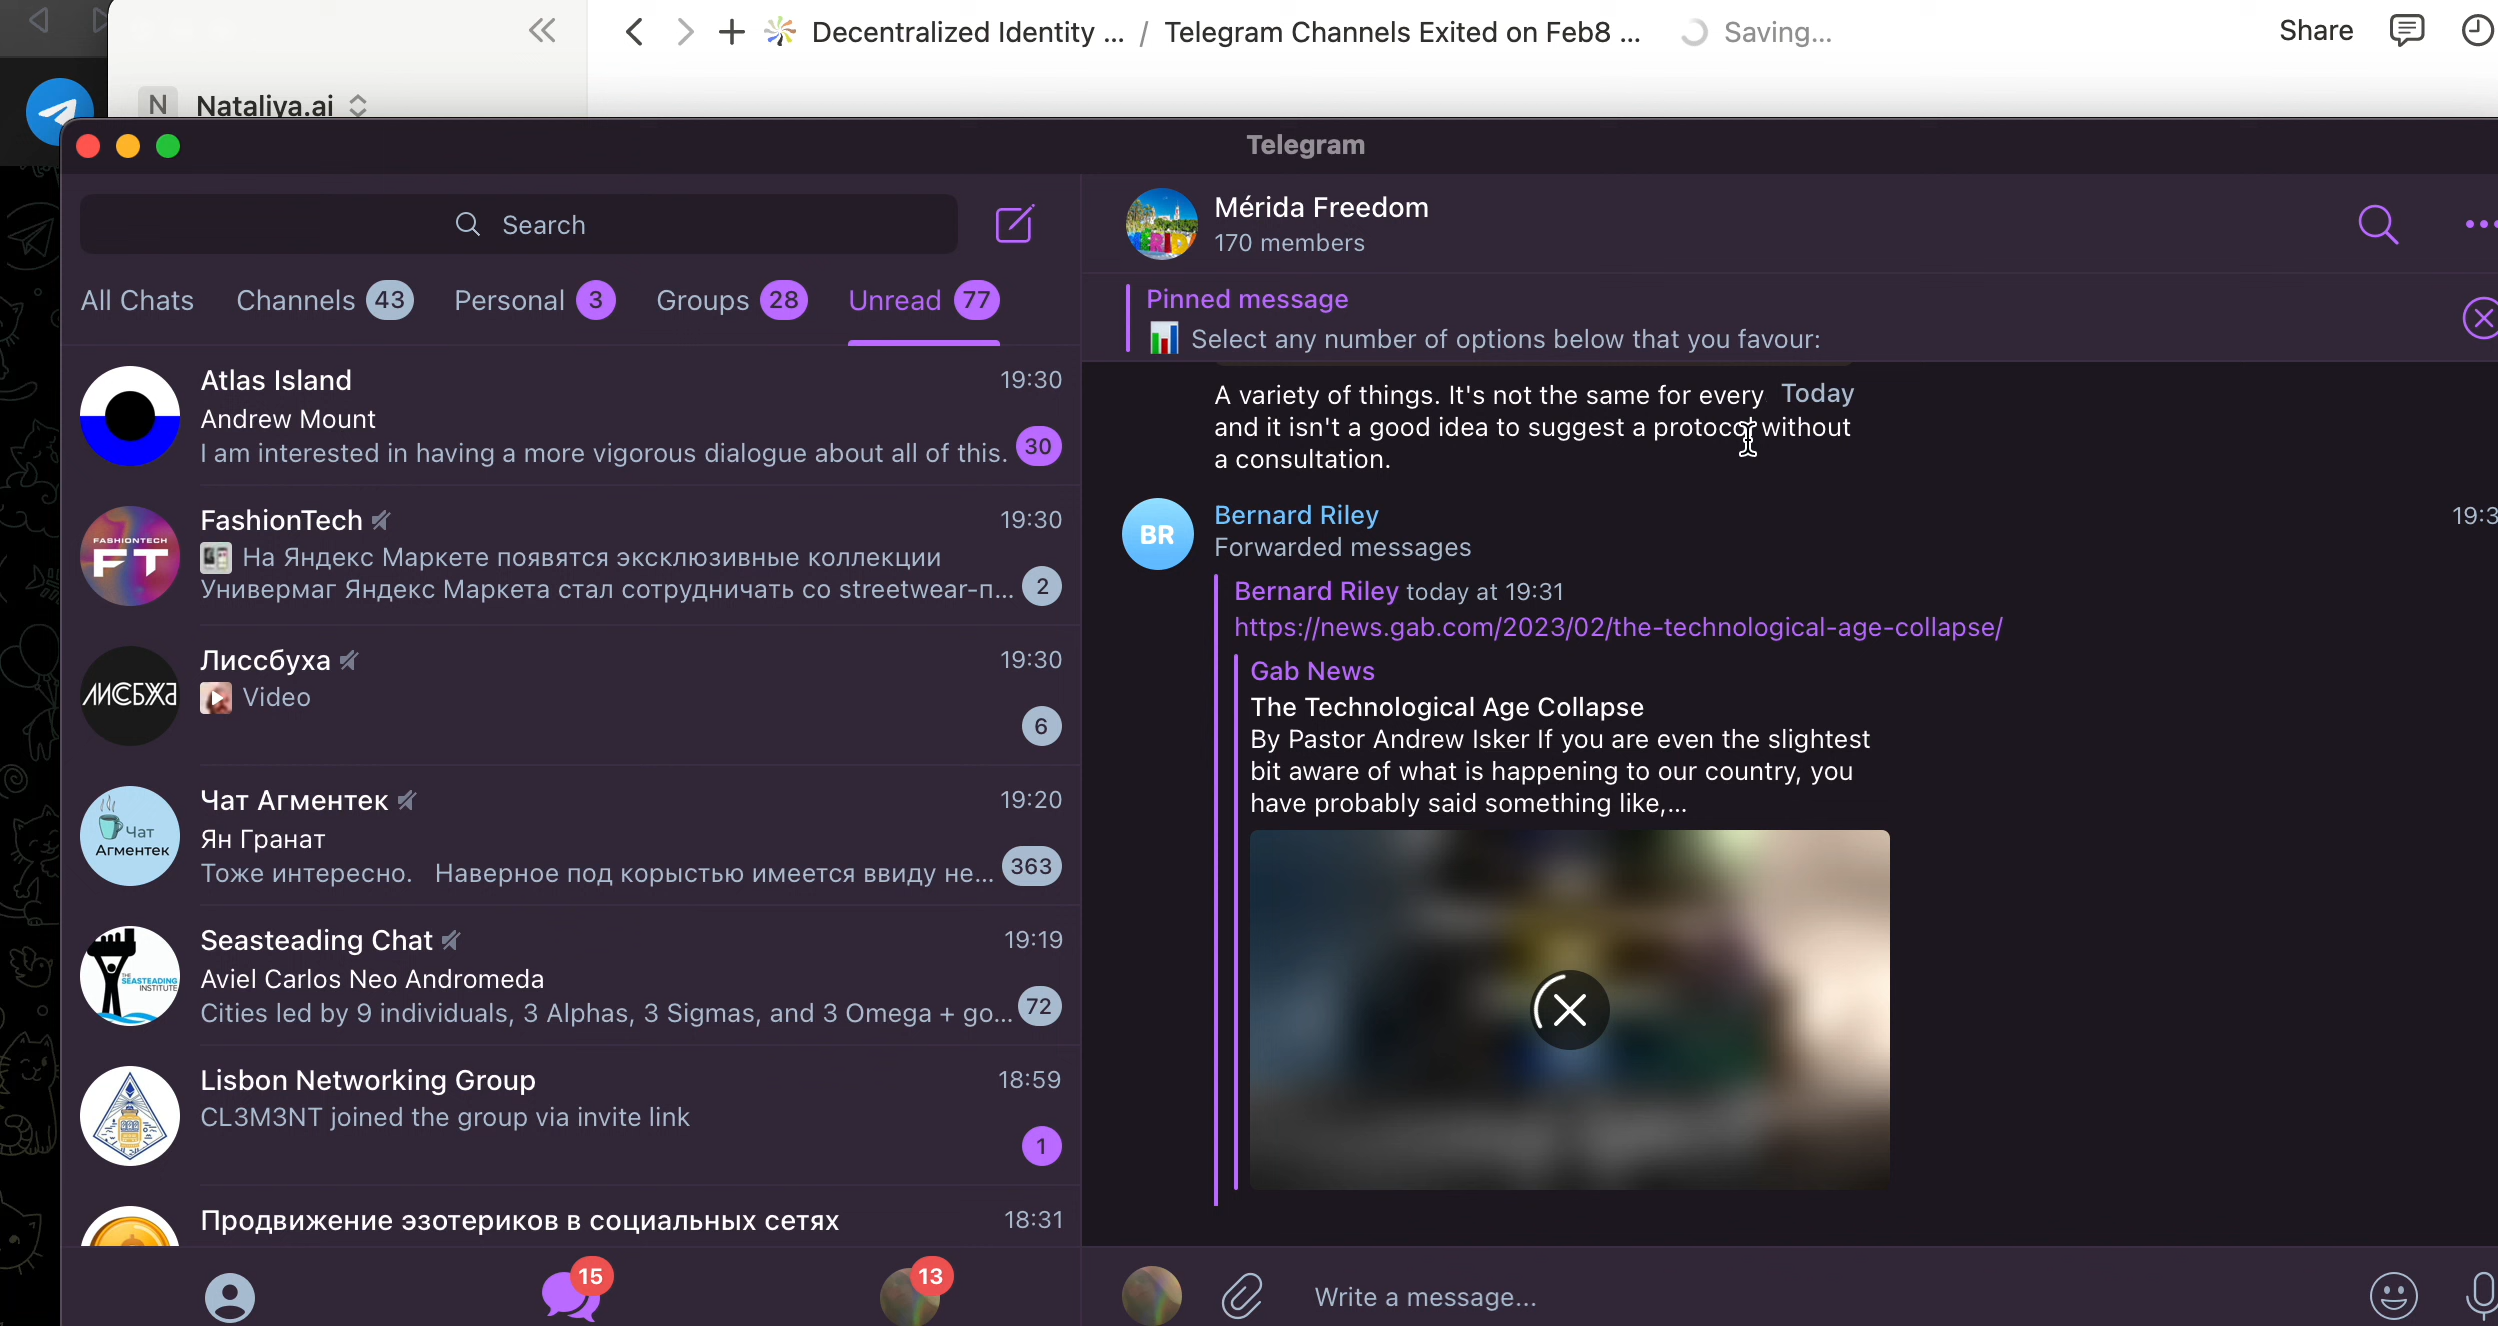 Decentralized Identity ... / Telegram Channels Exited on Feb8 ... Saving...
Share
N Nataliya.ai
Telegram
Search
All Chats Channels 43 Personal 3 Groups 28 Unread 77
Atlas Island 19:30
Andrew Mount
I am interested in having a more vigorous dialogue about all of this. 30
FashionTech 19:30
FASHIONTECH
FT
На Яндекс Маркете появятся эксклюзивные коллекции
Универмаг Яндекс Маркета стал сотрудничать со streetwear-п... 2
Лиссбуха 19:30
Video
6
Чат Агментек 19:20
Чат
Агментек
Ян Гранат
Тоже интересно. Наверное под корыстью имеется ввиду не... 363
Seasteading Chat 19:19
THE
SEASTEADING
INSTITUTE
Aviel Carlos Neo Andromeda
Cities led by 9 individuals, 3 Alphas, 3 Sigmas, and 3 Omega + go... 72
Lisbon Networking Group 18:59
CL3M3NT joined the group via invite link
1
Продвижение эзотериков в социальных сетях 18:31
15
13
Mérida Freedom
170 members
Pinned message
Select any number of options below that you favour:
A variety of things. It's not the same for every Today
and it isn't a good idea to suggest a protocol without
a consultation.
BR
Bernard Riley 19:3
Forwarded messages
Bernard Riley today at 19:31
https://news.gab.com/2023/02/the-technological-age-collapse/
Gab News
The Technological Age Collapse
By Pastor Andrew Isker If you are even the slightest
bit aware of what is happening to our country, you
have probably said something like,...
Write a message...